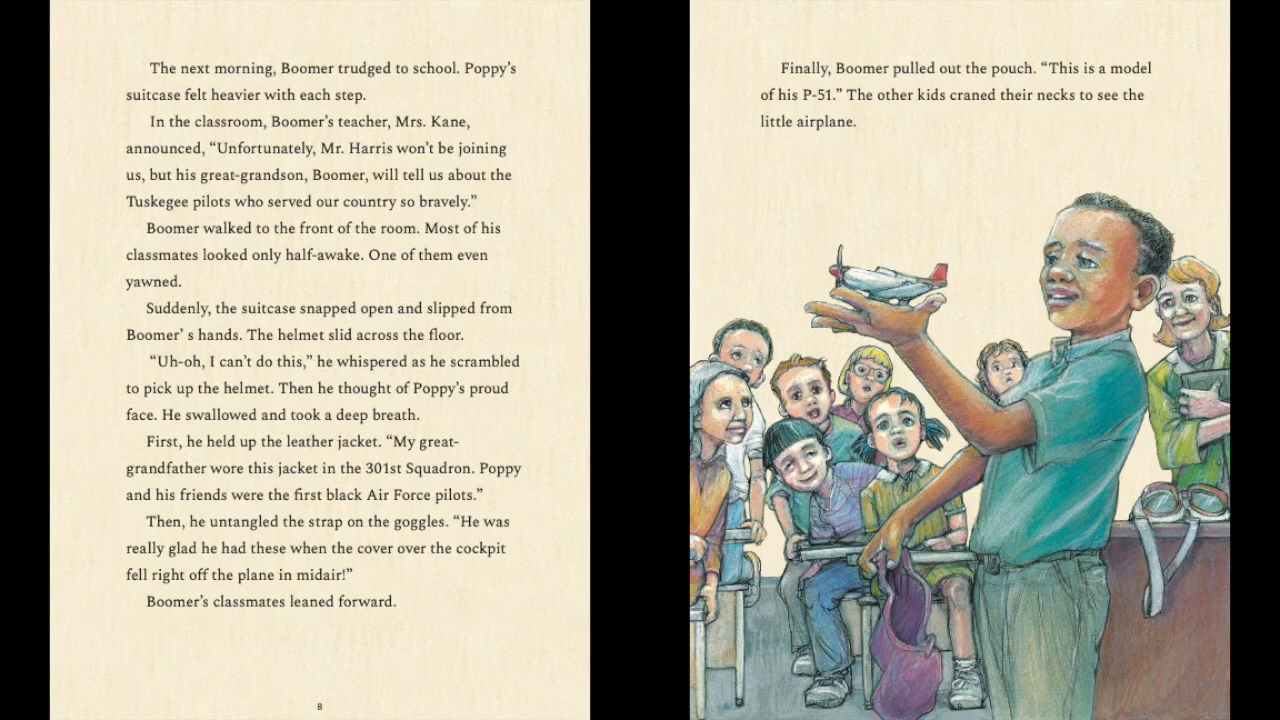 The next morning, Boomer trudged to school. Poppy’s
suitcase felt heavier with each step.
In the classroom, Boomer’s teacher, Mrs. Kane,
announced, “Unfortunately, Mr. Harris won’t be joining
us, but his great-grandson, Boomer, will tell us about the
Tuskegee pilots who served our country so bravely.”
Boomer walked to the front of the room. Most of his
classmates looked only half-awake. One of them even
yawned.
Suddenly, the suitcase snapped open and slipped from
Boomer’ s hands. The helmet slid across the floor.
“Uh-oh, I can’t do this,” he whispered as he scrambled
to pick up the helmet. Then he thought of Poppy’s proud
face. He swallowed and took a deep breath.
First, he held up the leather jacket. “My great-
grandfather wore this jacket in the 301st Squadron. Poppy
and his friends were the first black Air Force pilots.”
Then, he untangled the strap on the goggles. “He was
really glad he had these when the cover over the cockpit
fell right off the plane in midair!”
Boomer’s classmates leaned forward.
8
Finally, Boomer pulled out the pouch. “This is a model
of his P-51.” The other kids craned their necks to see the
little airplane.